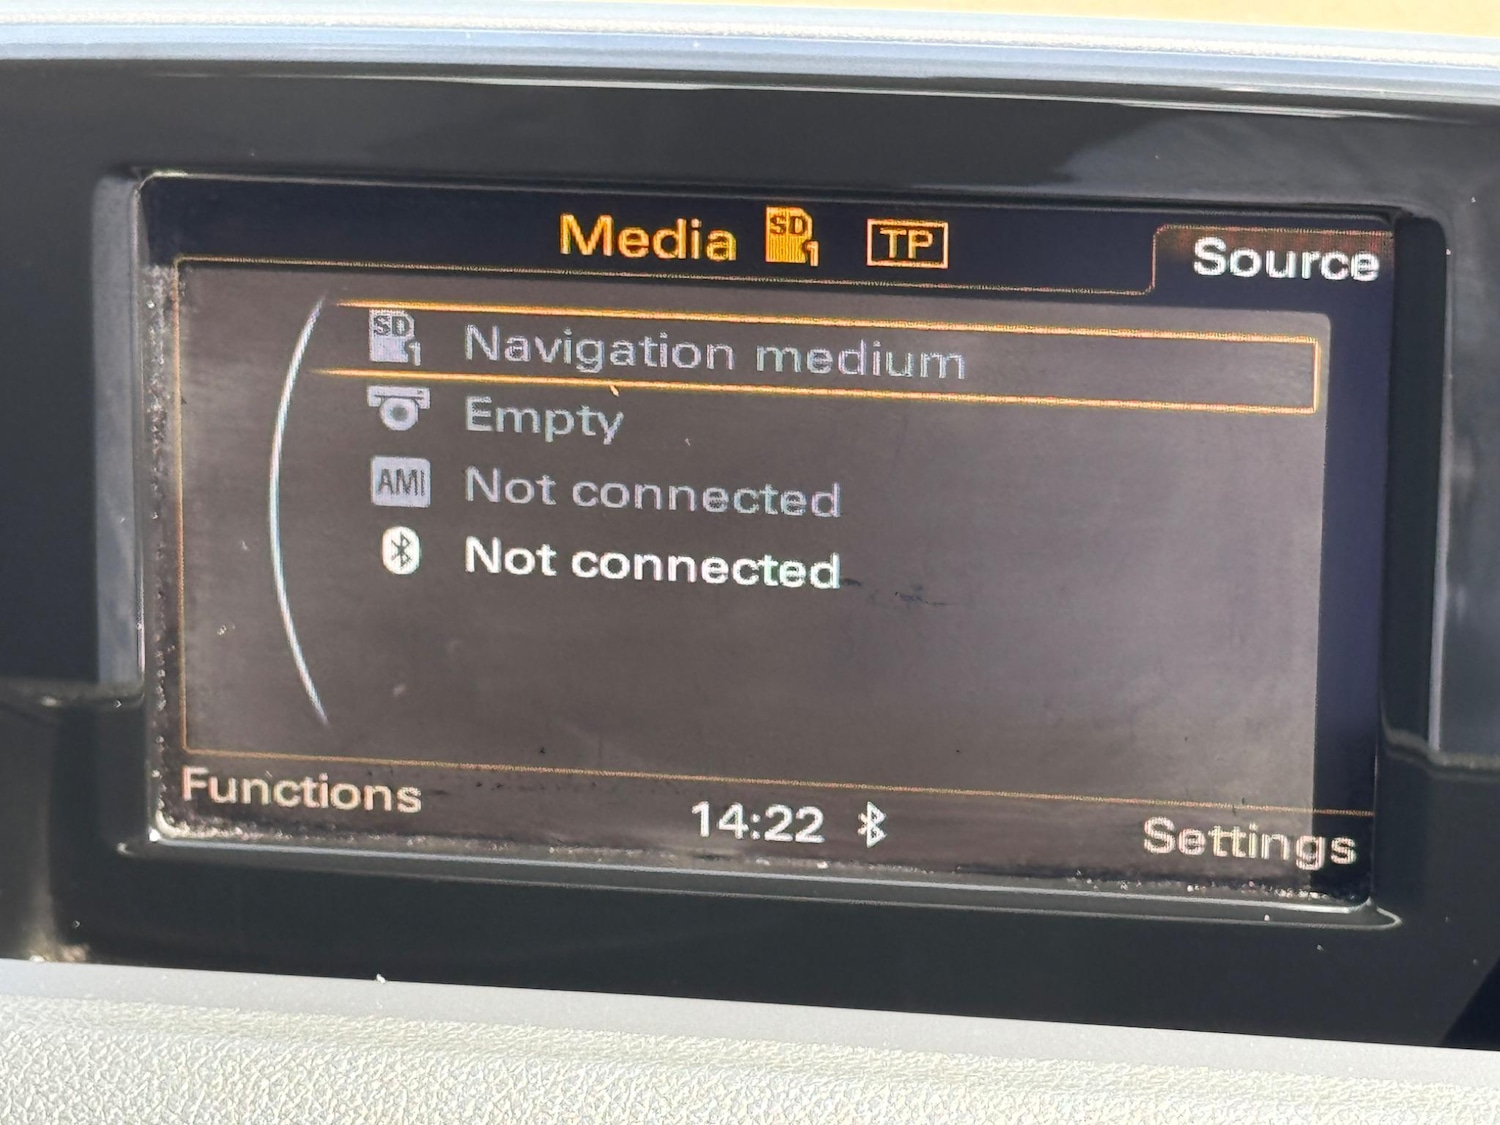 Media SD 1 TP Source
SD 1 Navigation medium
Empty
AMI Not connected
Not connected
Functions 14:22 Settings